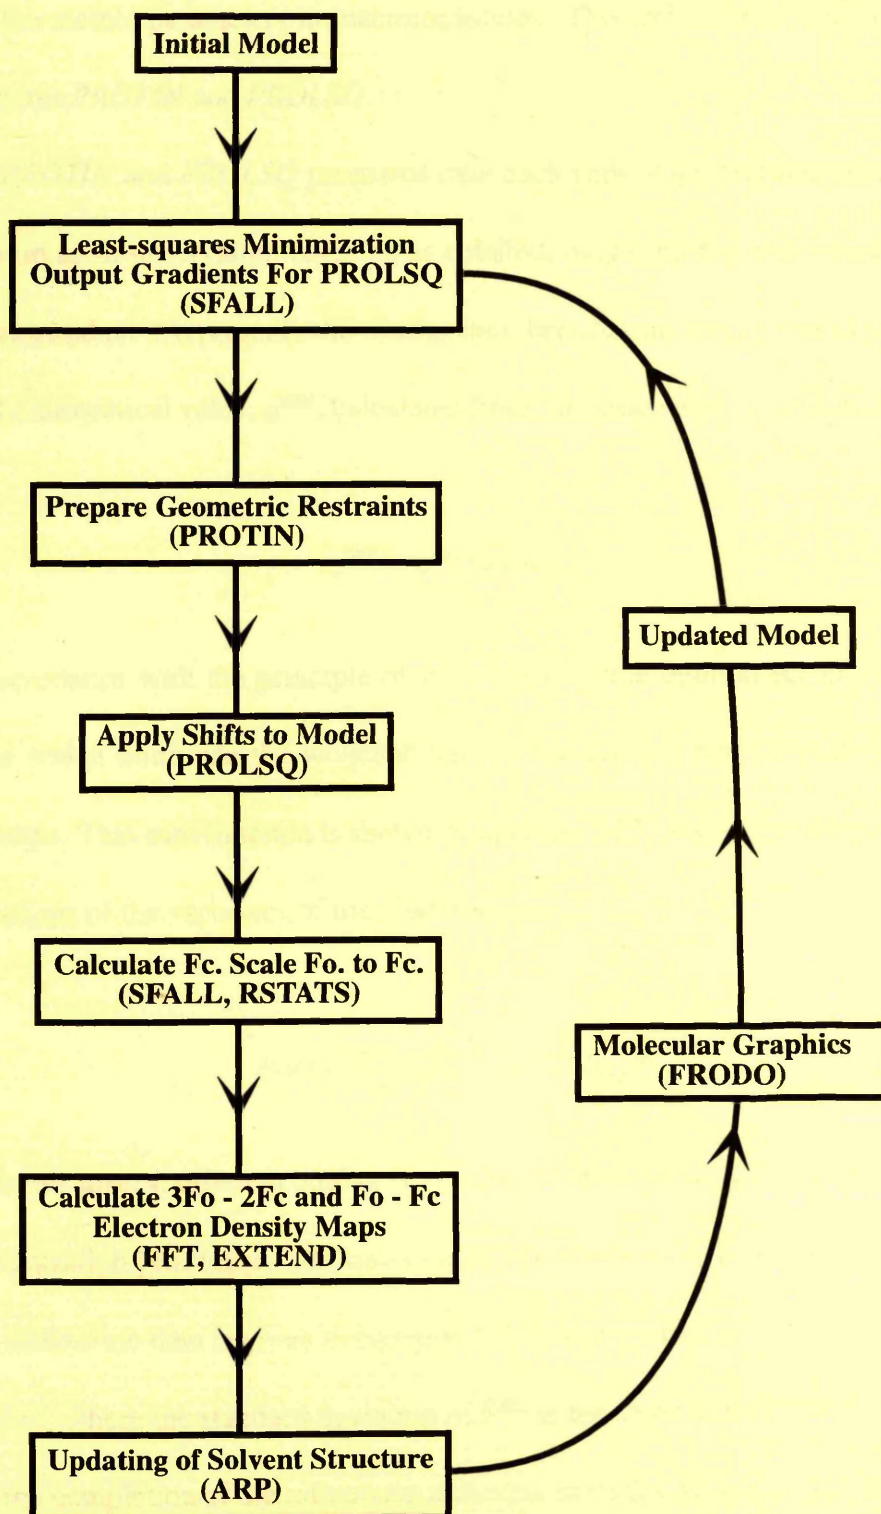 Initial Model
Least-squares Minimization
Output Gradients For PROLSQ
(SFALL)
Prepare Geometric Restraints
(PROTIN)
Apply Shifts to Model
(PROLSQ)
Calculate Fc. Scale Fo. to Fc.
(SFALL, RSTATS)
Calculate 3Fo - 2Fc and Fo - Fc
Electron Density Maps
(FFT, EXTEND)
Updating of Solvent Structure
(ARP)
Updated Model
Molecular Graphics
(FRODO)